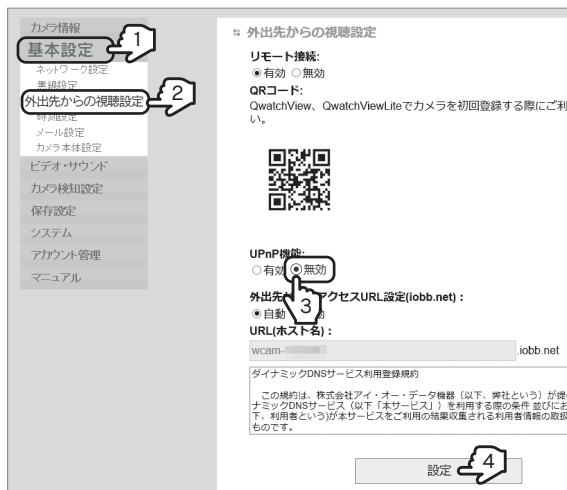 カメラ情報
基本設定
1
ネットワーク設定
無線設定
外出先からの視聴設定
2
時刻設定
メール設定
カメラ本体設定
ビデオ・サウンド
カメラ検知設定
保存設定
システム
アカウント管理
マニュアル
外出先からの視聴設定
リモート接続:
有効 無効
QRコード:
QwatchView、QwatchViewLiteでカメラを初回登録する際にご利
い。
UPnP機能:
有効 無効
3
外出先 アクセスURL設定(iobb.net) :
自動
URL(ホスト名) :
wcam- .iobb.net
ダイナミックDNSサービス利用登録規約
この規約は、株式会社アイ・オー・データ機器（以下、弊社という）が提
ナミックDNSサービス（以下「本サービス」）を利用する際の条件 並びにお
下、利用者という)が本サービスをご利用の結果収集される利用者情報の取扱
ものです。
設定
4